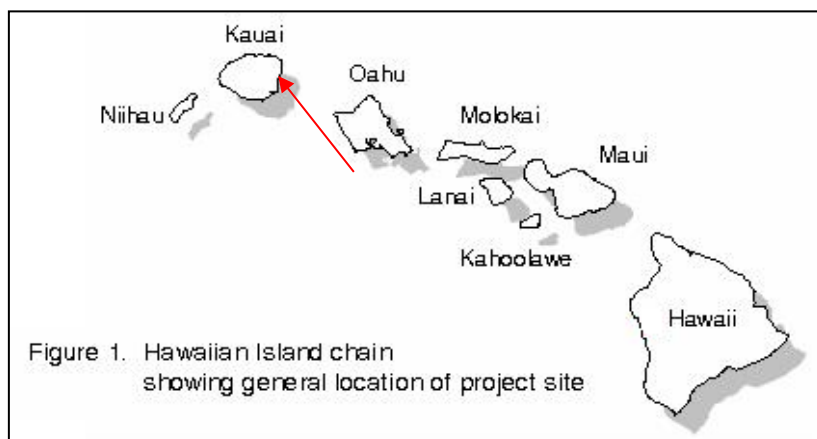 Kauai
Oahu
Niihau
Molokai
Maui
Lanai
Kahoolawe
Hawaii
Figure 1. Hawaiian Island chain
showing general location of project site